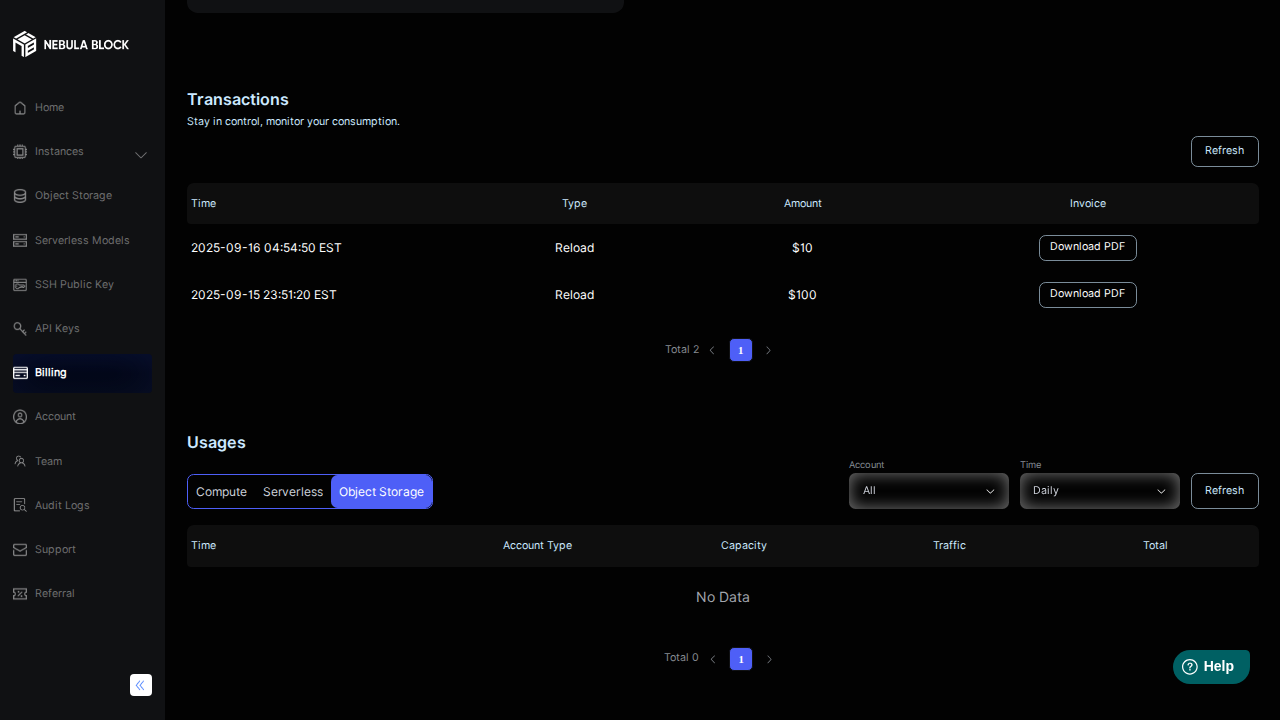 NEBULA BLOCK
Home
Instances
Object Storage
Serverless Models
SSH Public Key
API Keys
Billing
Account
Team
Audit Logs
Support
Referral
Transactions
Stay in control, monitor your consumption.
Refresh
Time Type Amount Invoice
2025-09-16 04:54:50 EST Reload $10 Download PDF
2025-09-15 23:51:20 EST Reload $100 Download PDF
Total 2 1
Usages
Account Time
Compute Serverless Object Storage All Daily Refresh
Time Account Type Capacity Traffic Total
No Data
Total 0 1
Help